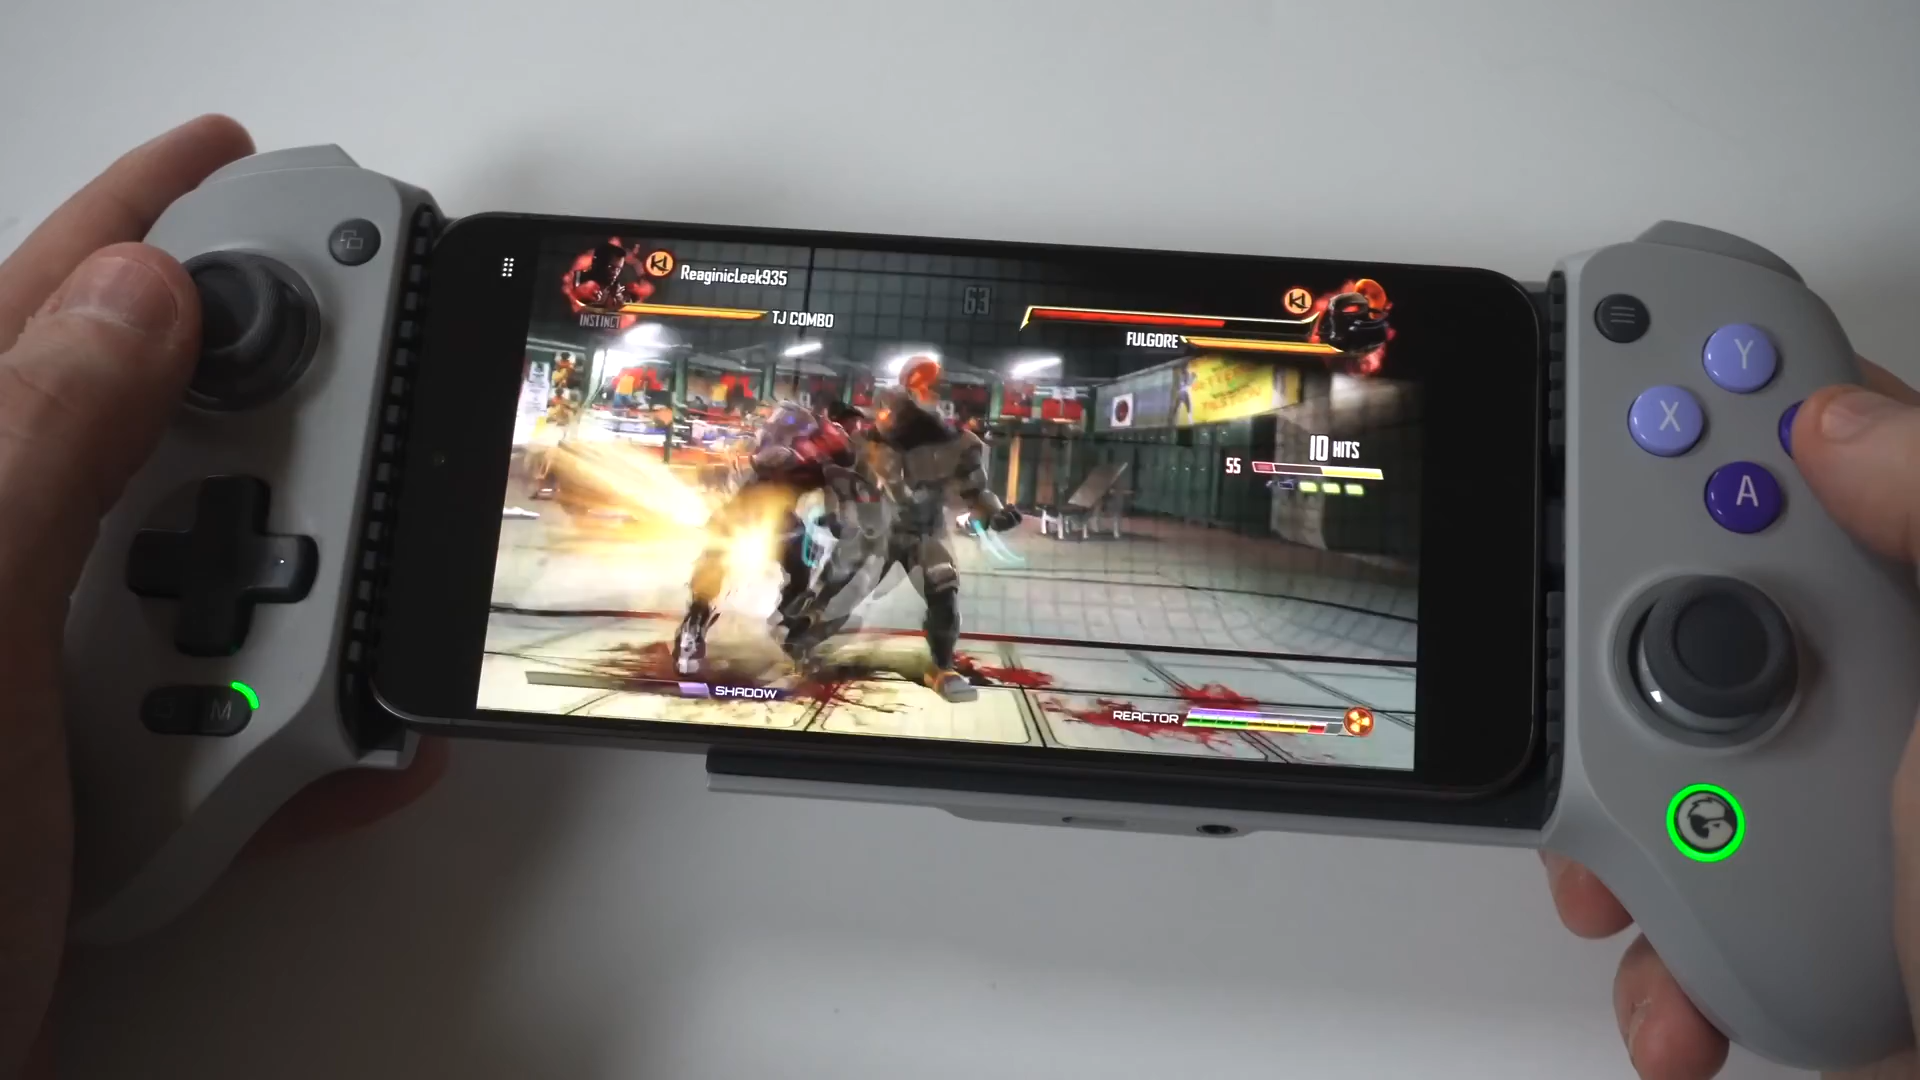 ReaginicLeek935
63
INSTINCT
TJ COMBO
FULGORE
10 HITS
55
SHADOW
REACTOR
Y
X
A
M